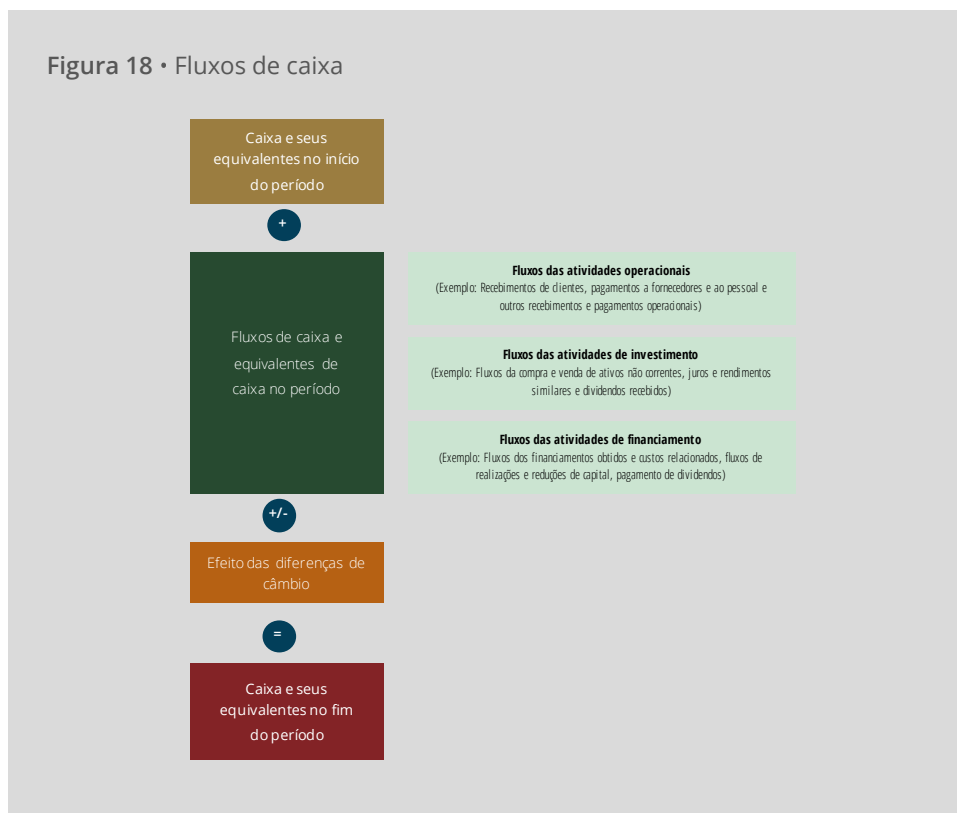 Figura 18 • Fluxos de caixa
Caixa e seus
equivalentes no início
do período
+
Fluxos de caixa e
equivalentes de
caixa no período
Fluxos das atividades operacionais
(Exemplo: Recebimentos de clientes, pagamentos a fornecedores e ao pessoal e
outros recebimentos e pagamentos operacionais)
Fluxos das atividades de investimento
(Exemplo: Fluxos da compra e venda de ativos não correntes, juros e rendimentos
similares e dividendos recebidos)
Fluxos das atividades de financiamento
(Exemplo: Fluxos dos financiamentos obtidos e custos relacionados, fluxos de
realizações e reduções de capital, pagamento de dividendos)
+/-
Efeito das diferenças de
câmbio
=
Caixa e seus
equivalentes no fim
do período